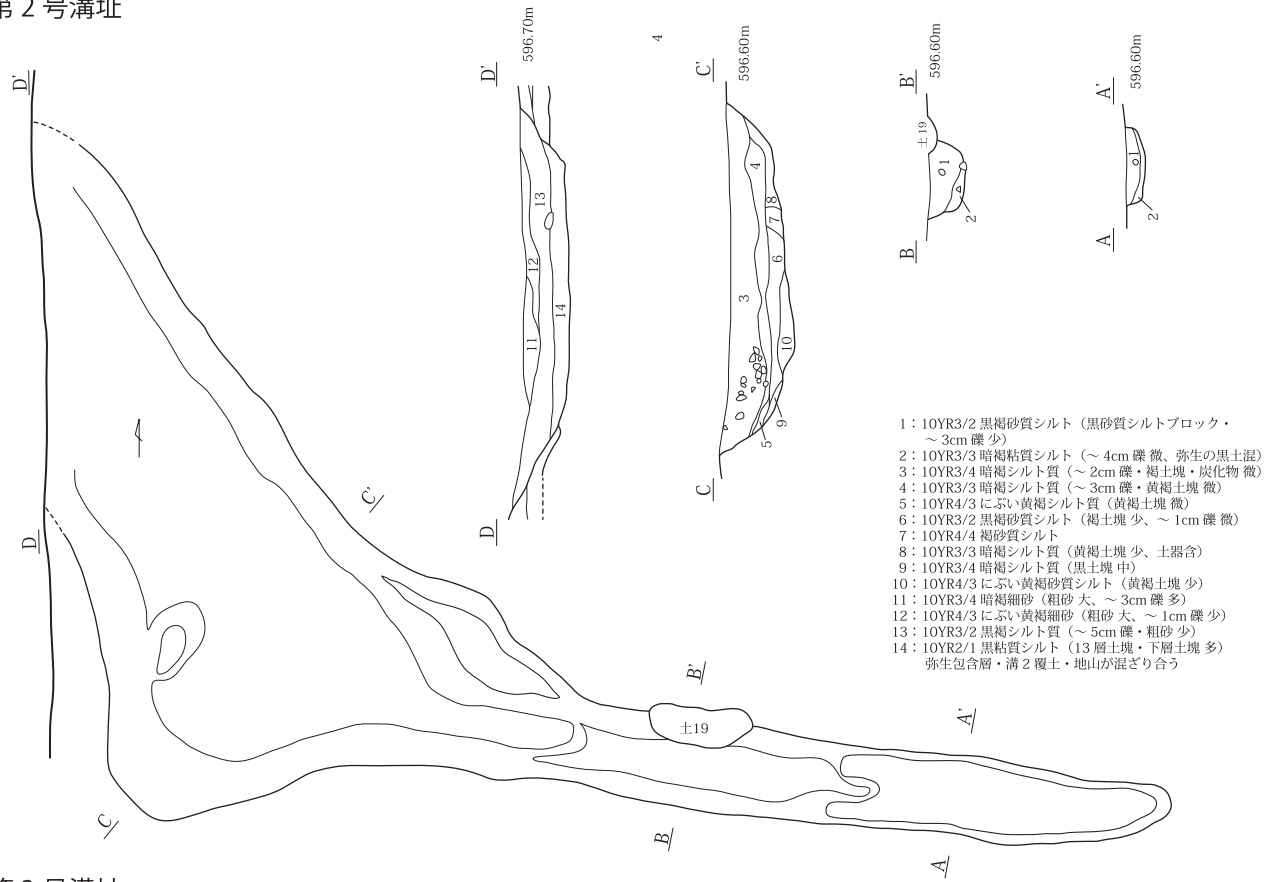 第 2 号溝址
D'
D
C'
C
B'
B
A'
A
土19
D'
596.70m
13
12
14
11
D
4
C'
596.60m
4
8
7
6
3
10
9
5
C
B'
596.60m
土 19
1
2
B
A'
596.60m
1
2
A
1：10YR3/2 黒褐砂質シルト（黒砂質シルトブロック・
～ 3cm 礫 少）
2：10YR3/3 暗褐粘質シルト（～ 4cm 礫 微、弥生の黒土混）
3：10YR3/4 暗褐シルト質（～ 2cm 礫・褐土塊・炭化物 微）
4：10YR3/3 暗褐シルト質（～ 3cm 礫・黄褐土塊 微）
5：10YR4/3 にぶい黄褐シルト質（黄褐土塊 微）
6：10YR3/2 黒褐砂質シルト（褐土塊 少、～ 1cm 礫 微）
7：10YR4/4 褐砂質シルト
8：10YR3/3 暗褐シルト質（黄褐土塊 少、土器含）
9：10YR3/4 暗褐シルト質（黒土塊 中）
10：10YR4/3 にぶい黄褐砂質シルト（黄褐土塊 少）
11：10YR3/4 暗褐細砂（粗砂 大、～ 3cm 礫 多）
12：10YR4/3 にぶい黄褐細砂（粗砂 大、～ 1cm 礫 少）
13：10YR3/2 黒褐シルト質（～ 5cm 礫・粗砂 少）
14：10YR2/1 黒粘質シルト（13 層土塊・下層土塊 多）
弥生包含層・溝 2 覆土・地山が混ざり合う